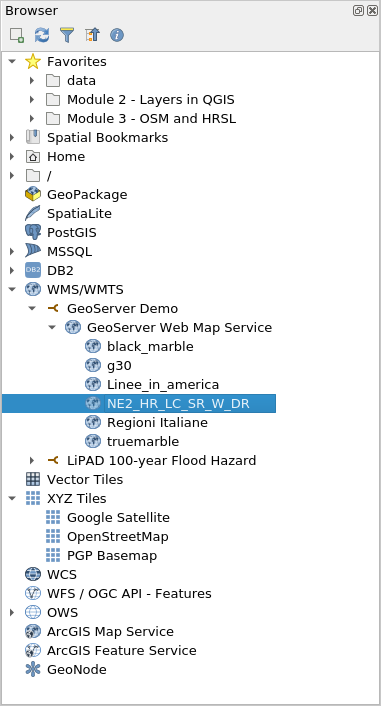 Browser
Favorites
data
Module 2 - Layers in QGIS
Module 3 - OSM and HRSL
Spatial Bookmarks
Home
/
GeoPackage
SpatiaLite
PostGIS
MSSQL
DB2 DB2
WMS/WMTS
GeoServer Demo
GeoServer Web Map Service
black_marble
g30
Linee_in_america
NE2_HR_LC_SR_W_DR
Regioni Italiane
truemarble
LiPAD 100-year Flood Hazard
Vector Tiles
XYZ Tiles
Google Satellite
OpenStreetMap
PGP Basemap
WCS
WFS / OGC API - Features
OWS
ArcGIS Map Service
ArcGIS Feature Service
GeoNode